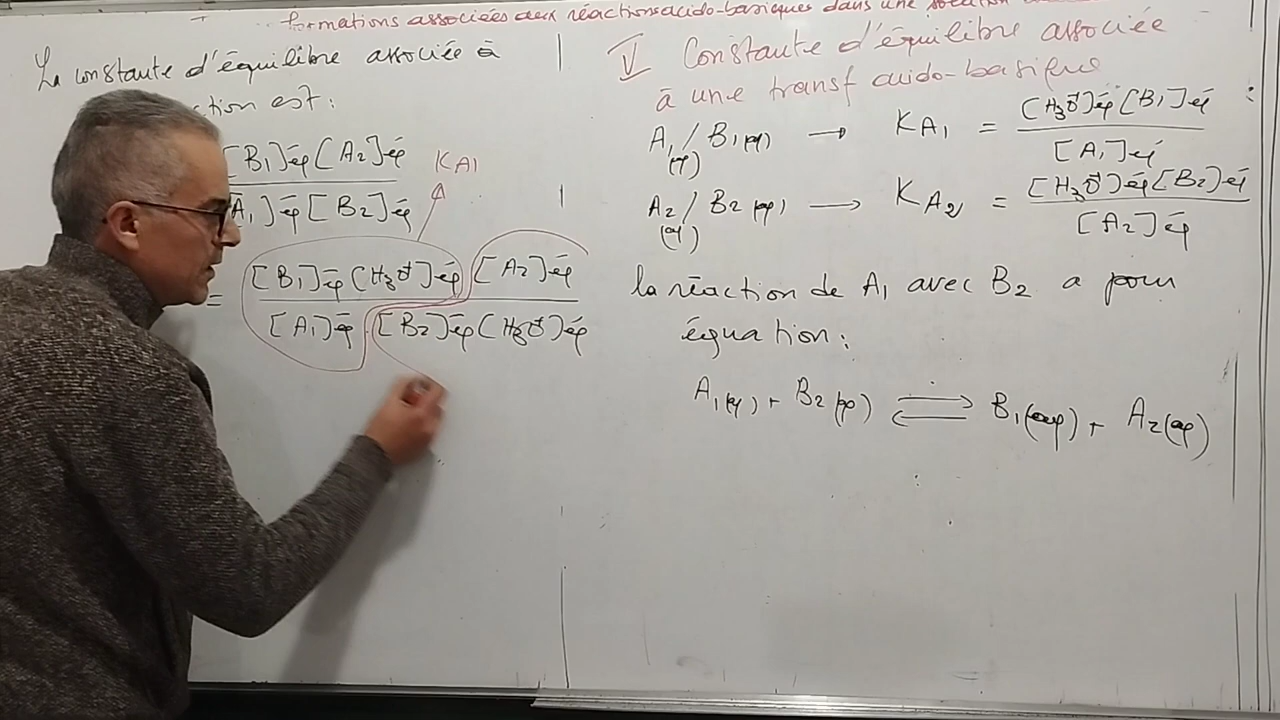 formations associées aux réactions acido-basiques dans une solution
La constante d'équilibre associée à
ction est:
[B1]éq [A2]éq
A1]éq [B2]éq
KA1
= [B1]éq [H3O+]éq [A2]éq
[A1]éq [B2]éq [H3O+]éq
V Constante d'équilibre associée
à une transf acido-basique
A1(aq) / B1(aq) → KA1 = [H3O+]éq [B1]éq
[A1]éq
A2(aq) / B2(aq) → KA2 = [H3O+]éq [B2]éq
[A2]éq
la réaction de A1 avec B2 a pour
équation:
A1(aq) + B2(aq) ⇌ B1(aq) + A2(aq)